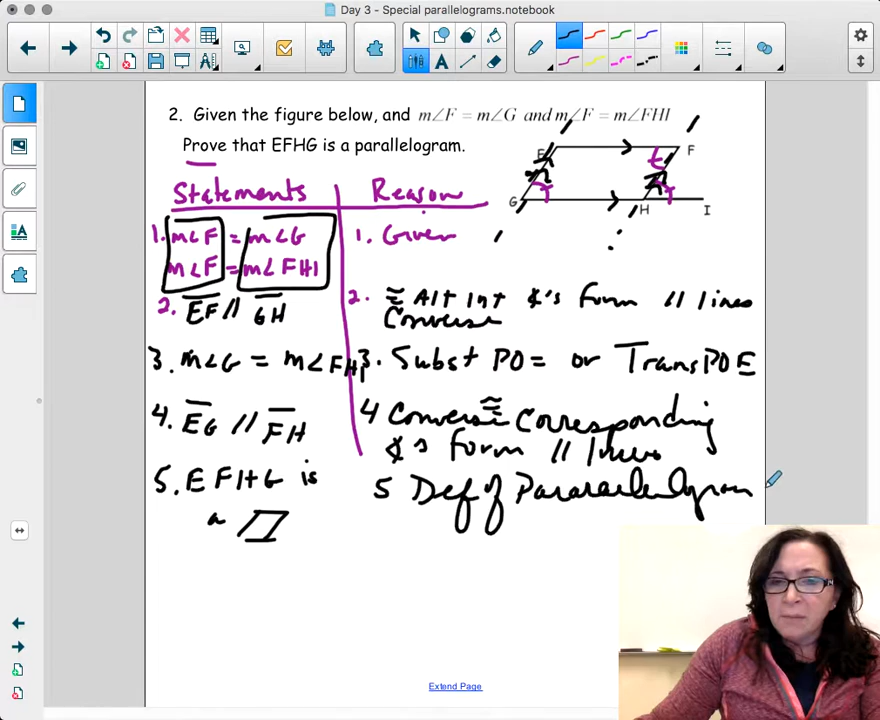 Day 3 - Special parallelograms.notebook
2. Given the figure below, and m∠F = m∠G and m∠F = m∠FHI
Prove that EFHG is a parallelogram.
E F
G H I
Statements Reason
1. m∠F = m∠G 1. Given
m∠F = m∠FHI
2. EF // GH 2. ≅ Alt Int ∠'s form // lines
Converse
3. m∠G = m∠FHI 3. Subst PO= or Trans POE
4. EG // FH 4 Converse ≅ Corresponding
∠'s form // lines
5. EFHG is 5 Def of Pararallelogram
a ▱
Extend Page